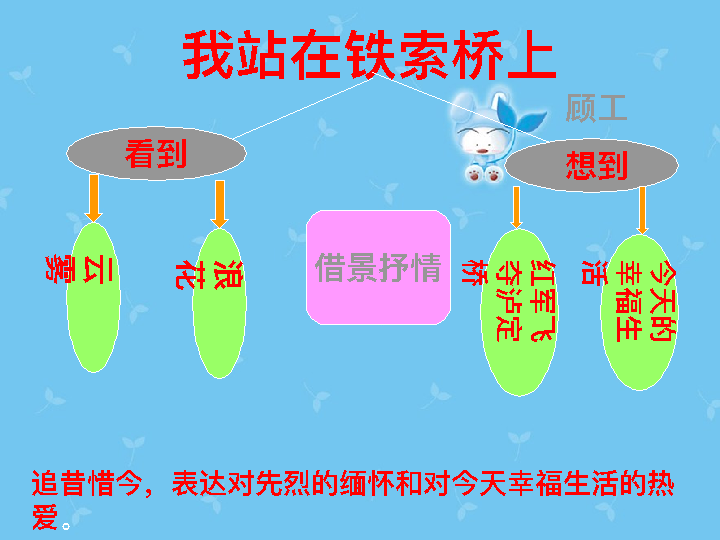 我站在铁索桥上
顾工
看到
想到
云
雾
浪
花
借景抒情
红军飞
夺泸定
桥
今天的
幸福生
活
追昔惜今，表达对先烈的缅怀和对今天幸福生活的热
爱。